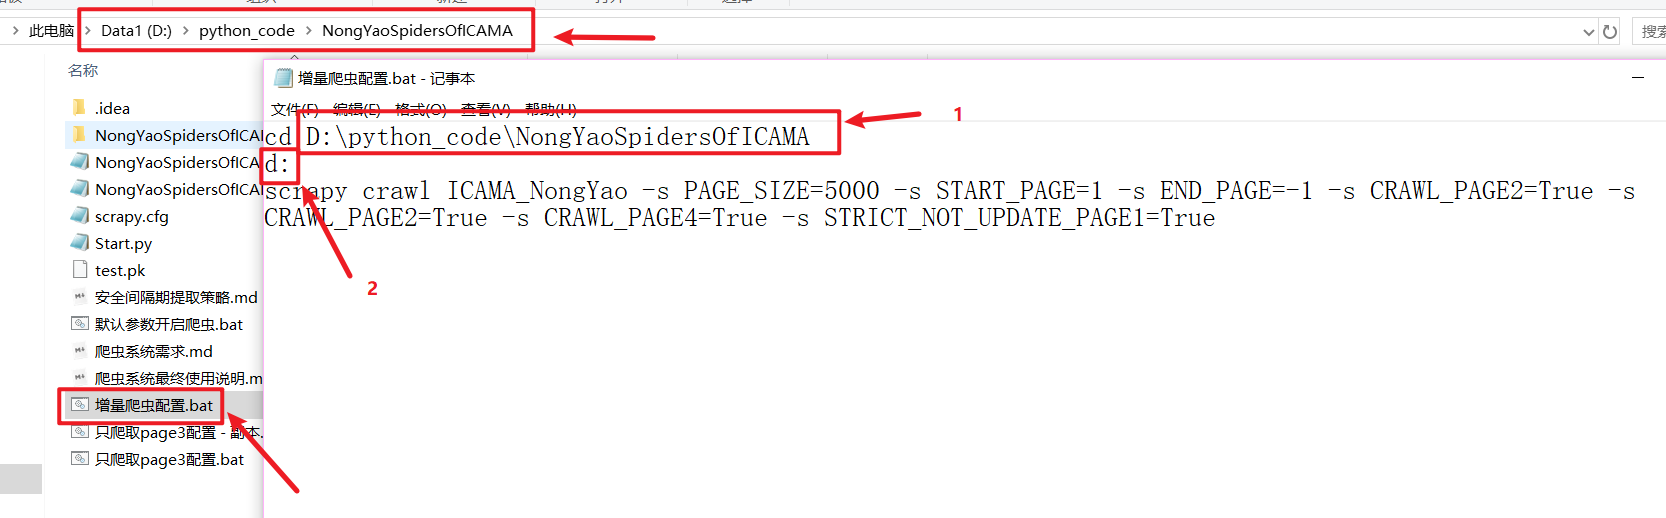 此电脑 > Data1 (D:) > python_code > NongYaoSpidersOfICAMA
搜索
名称
增量爬虫配置.bat - 记事本
文件(F) 编辑(E) 格式(O) 查看(V) 帮助(H)
1
.idea
NongYaoSpidersOfICA
NongYaoSpidersOfICA
NongYaoSpidersOfICA
scrapy.cfg
Start.py
test.pk
安全间隔期提取策略.md
默认参数开启爬虫.bat
爬虫系统需求.md
爬虫系统最终使用说明.m
增量爬虫配置.bat
只爬取page3配置 - 副本.
只爬取page3配置.bat
cd D:\python_code\NongYaoSpidersOfICAMA
d:
scrapy crawl ICAMA_NongYao -s PAGE_SIZE=5000 -s START_PAGE=1 -s END_PAGE=-1 -s CRAWL_PAGE2=True -s
CRAWL_PAGE2=True -s CRAWL_PAGE4=True -s STRICT_NOT_UPDATE_PAGE1=True
2